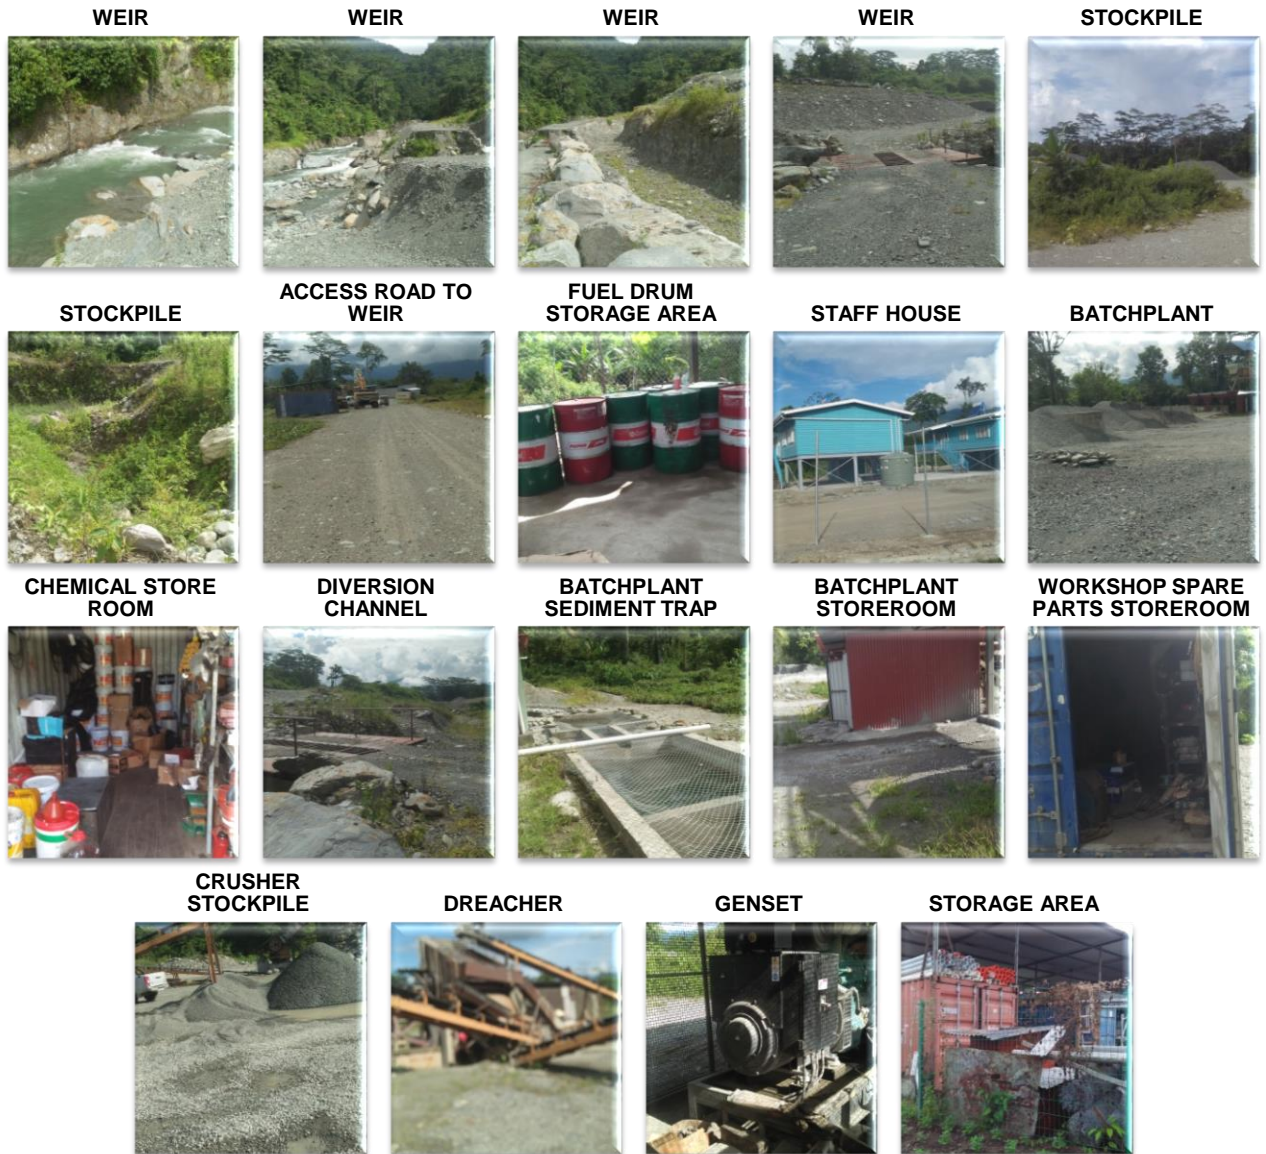 WEIR
WEIR
WEIR
WEIR
STOCKPILE
STOCKPILE
ACCESS ROAD TO
WEIR
FUEL DRUM
STORAGE AREA
STAFF HOUSE
BATCHPLANT
CHEMICAL STORE
ROOM
DIVERSION
CHANNEL
BATCHPLANT
SEDIMENT TRAP
BATCHPLANT
STOREROOM
WORKSHOP SPARE
PARTS STOREROOM
CRUSHER
STOCKPILE
DREACHER
GENSET
STORAGE AREA